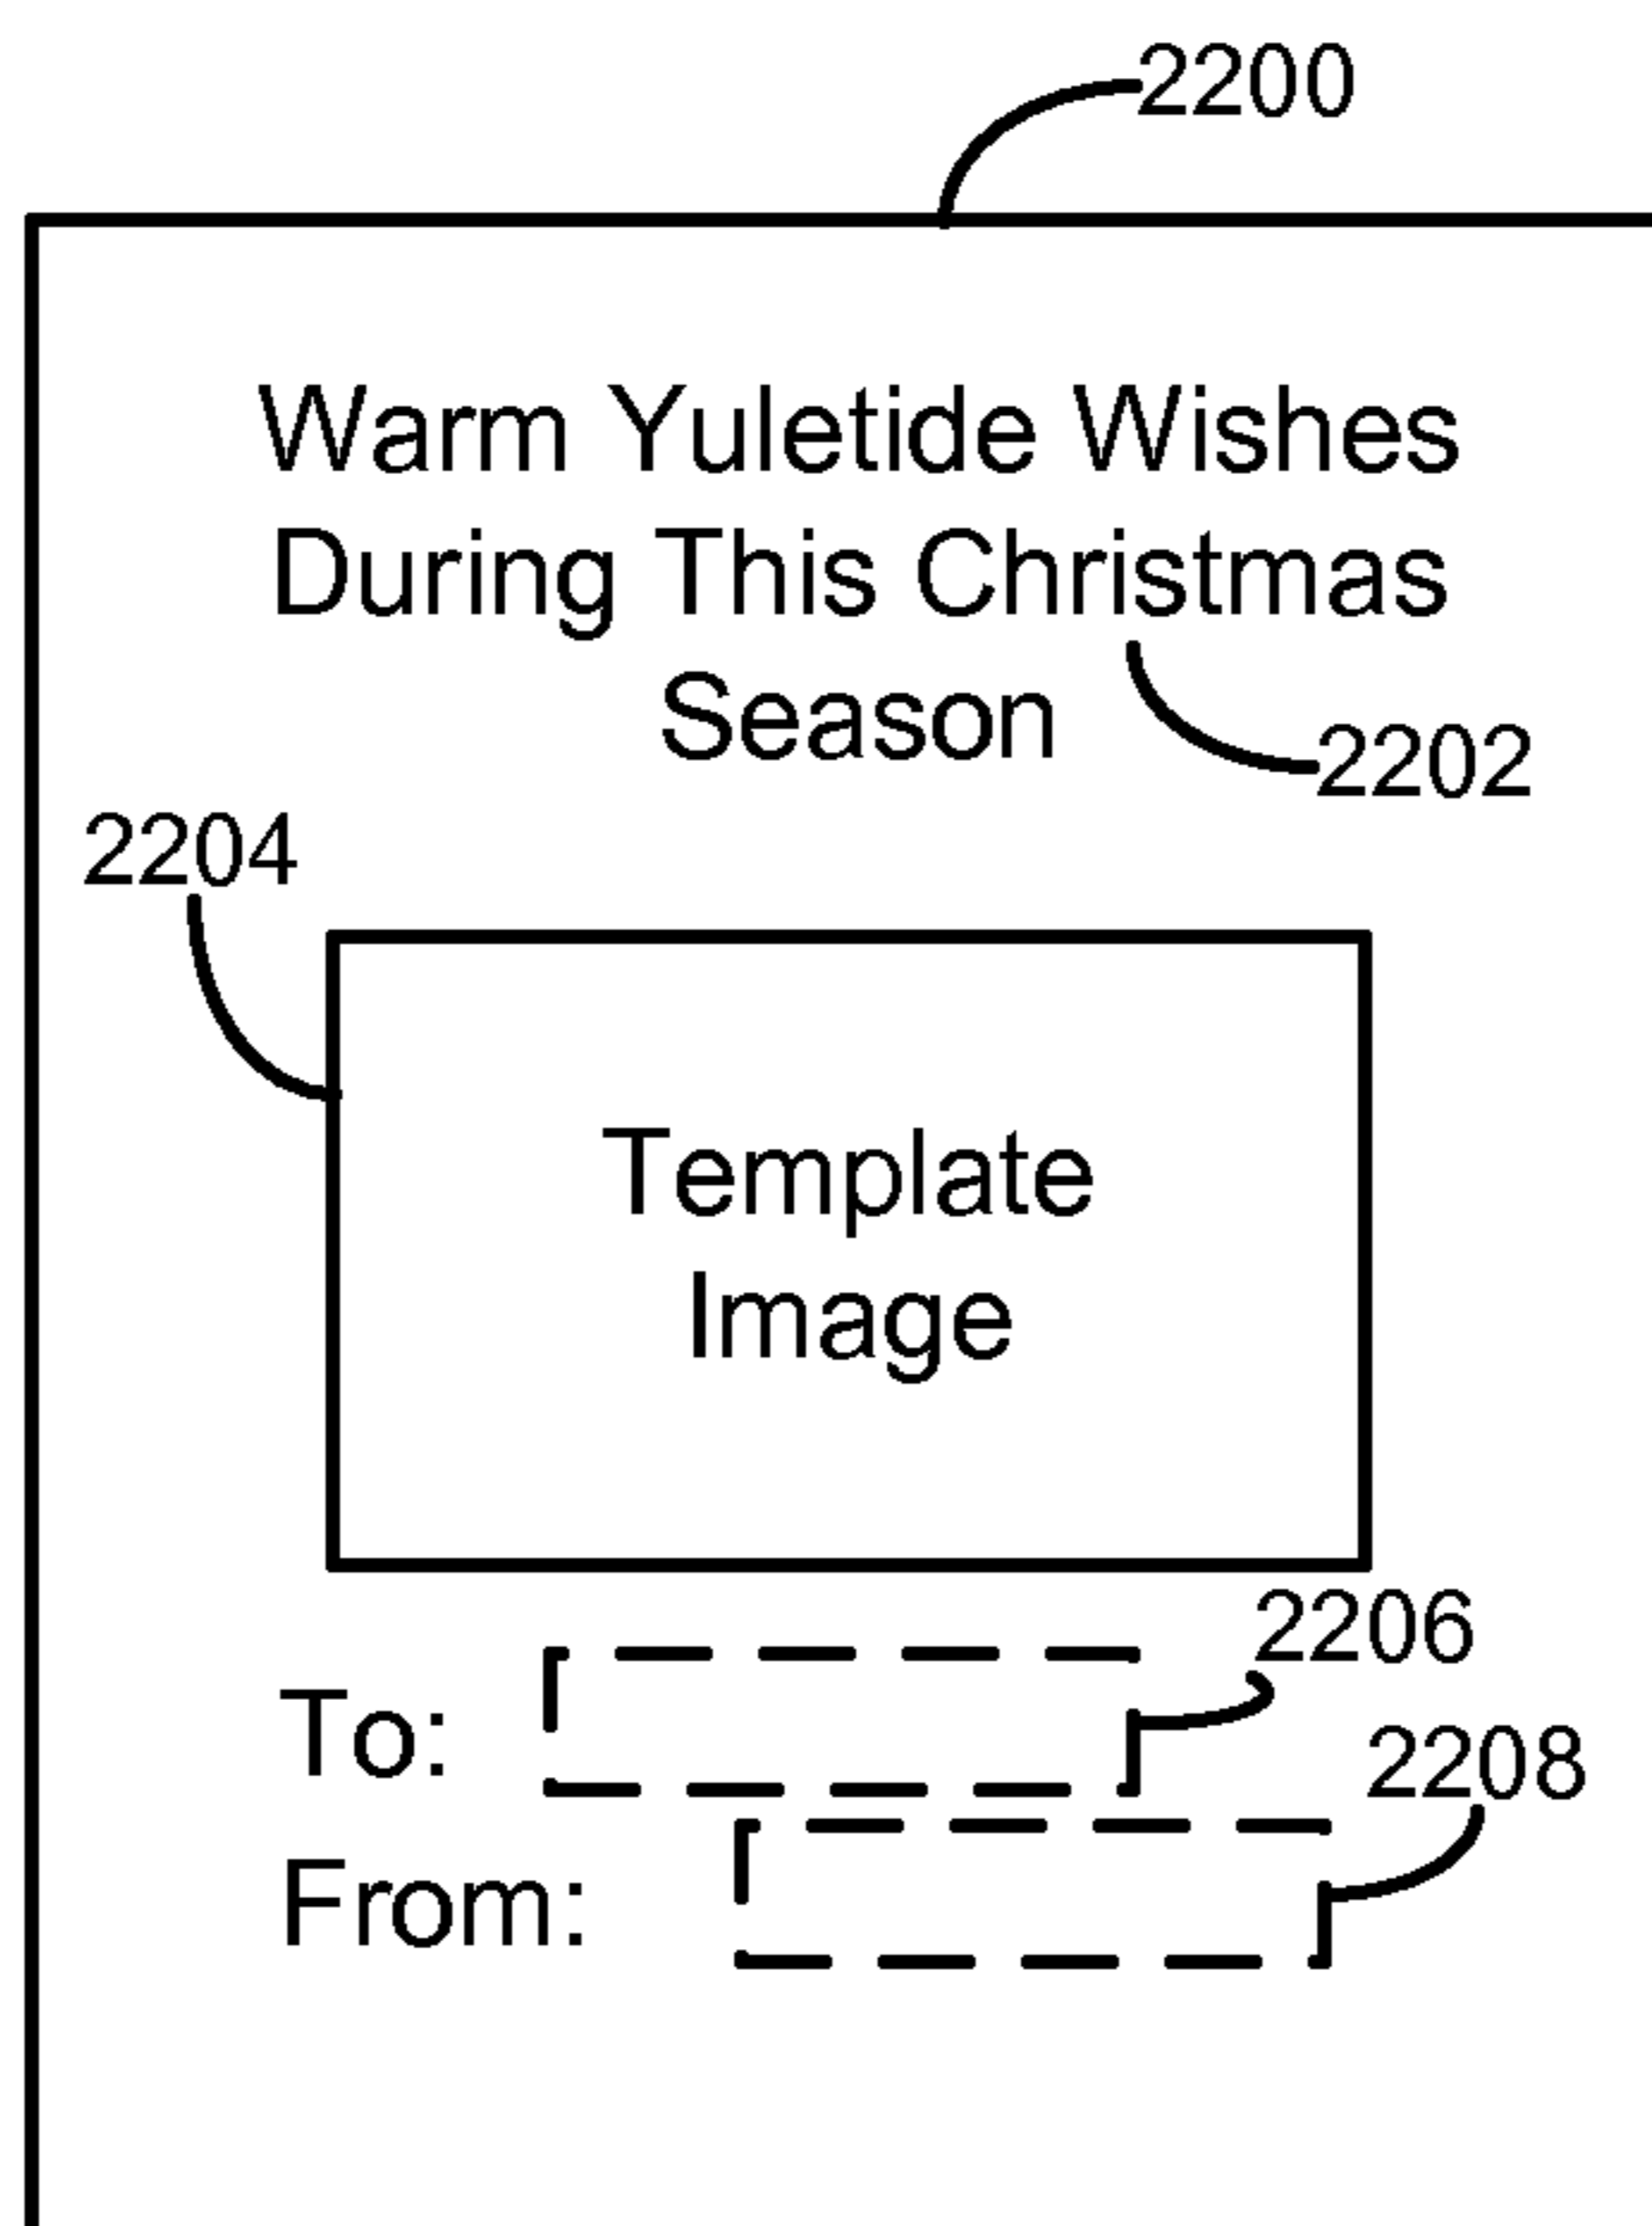 2200
Warm Yuletide Wishes
During This Christmas
Season
2202
2204
Template
Image
2206
To:
2208
From: